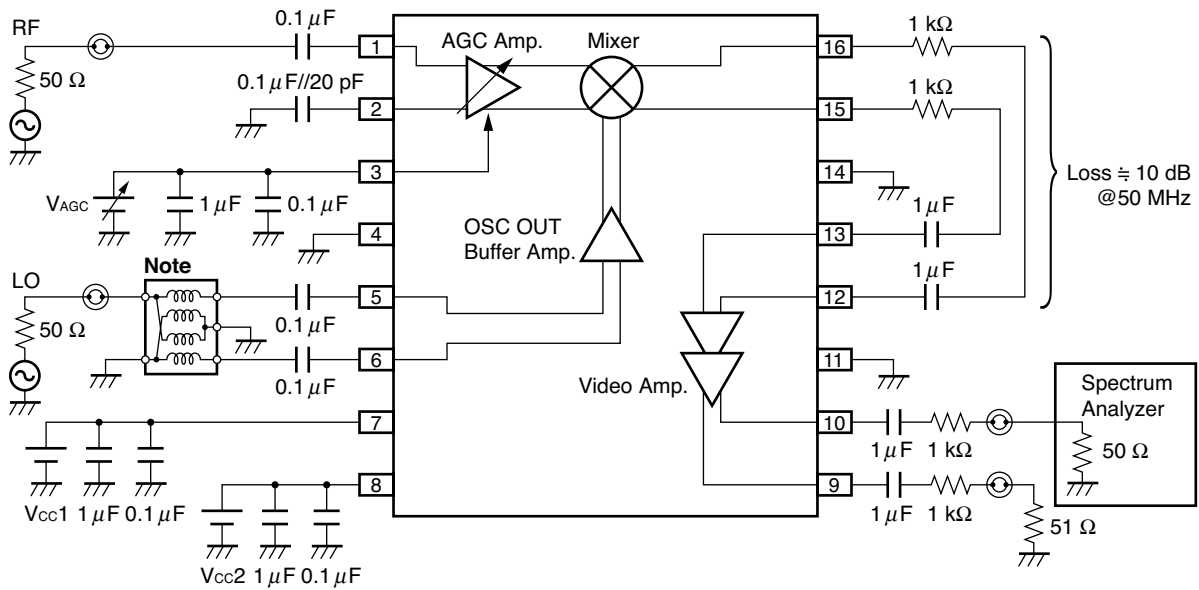 RF
50 Ω
0.1 μF
0.1 μF//20 pF
1
2
3
4
5
6
7
8
AGC Amp.
Mixer
OSC OUT
Buffer Amp.
Video Amp.
16
15
14
13
12
11
10
9
1 kΩ
1 kΩ
1 μF
1 μF
Loss ≒ 10 dB
@50 MHz
VAGC
1 μF
0.1 μF
LO
50 Ω
Note
0.1 μF
0.1 μF
VCC1
1 μF
0.1 μF
VCC2
1 μF
0.1 μF
1 μF
1 kΩ
1 μF
1 kΩ
Spectrum
Analyzer
50 Ω
51 Ω